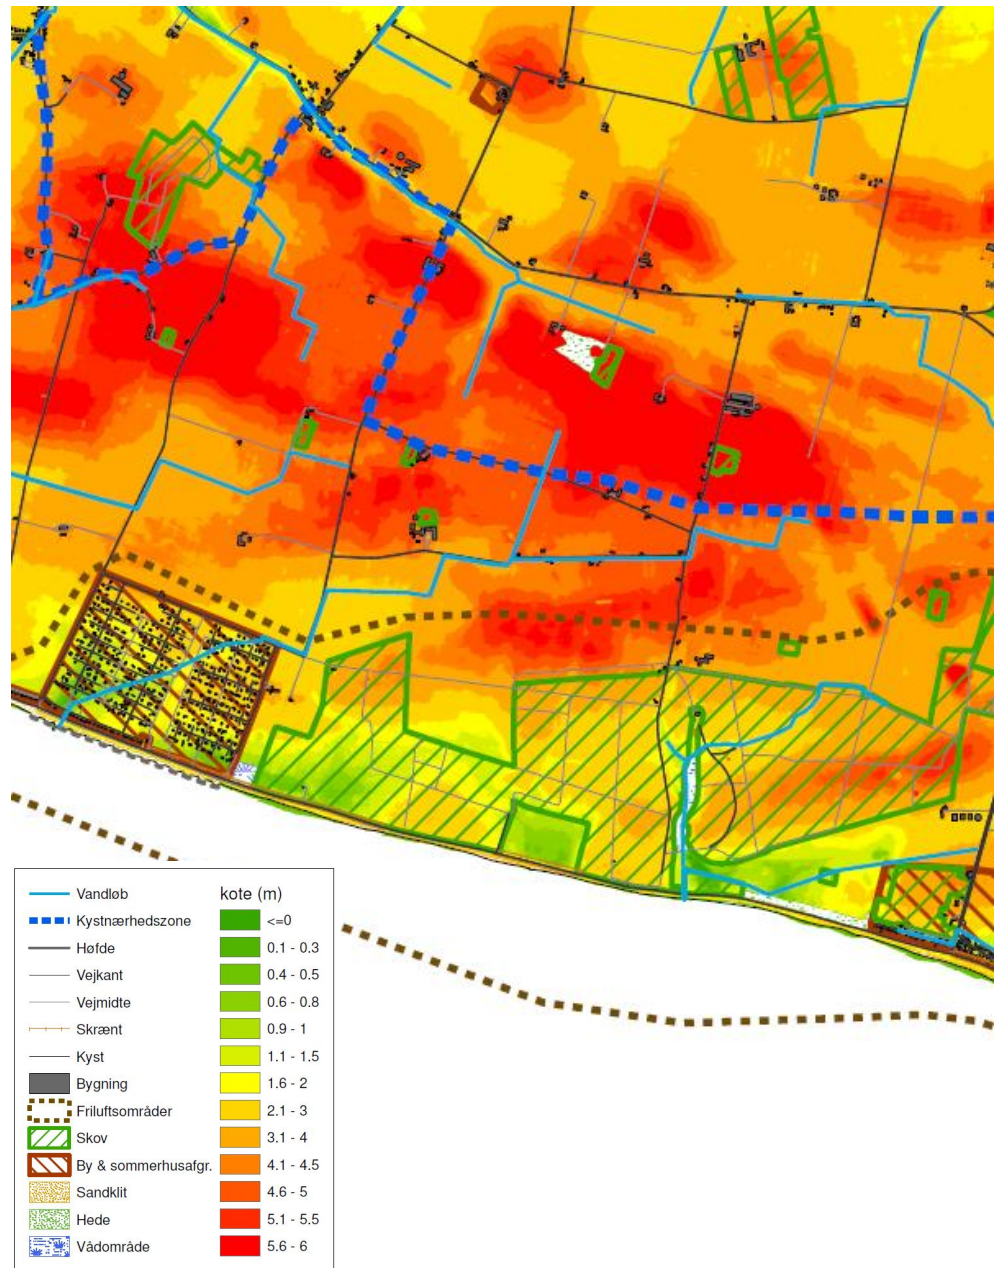 Vandløb
Kystnærhedszone
Høfde
Vejkant
Vejmidte
Skrænt
Kyst
Bygning
Friluftsområder
Skov
By & sommerhusafgr.
Sandklit
Hede
Vådområde
kote (m)
<=0
0.1 - 0.3
0.4 - 0.5
0.6 - 0.8
0.9 - 1
1.1 - 1.5
1.6 - 2
2.1 - 3
3.1 - 4
4.1 - 4.5
4.6 - 5
5.1 - 5.5
5.6 - 6